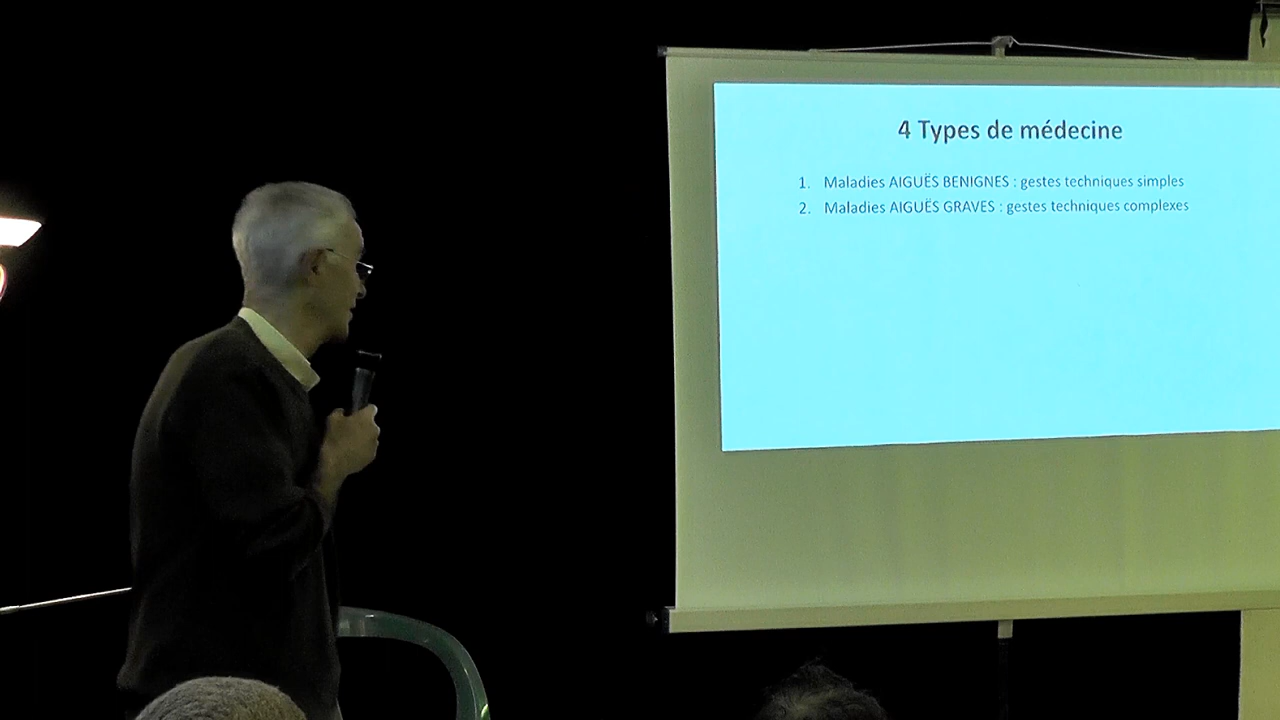 4 Types de médecine
1. Maladies AIGUËS BENIGNES : gestes techniques simples
2. Maladies AIGUËS GRAVES : gestes techniques complexes